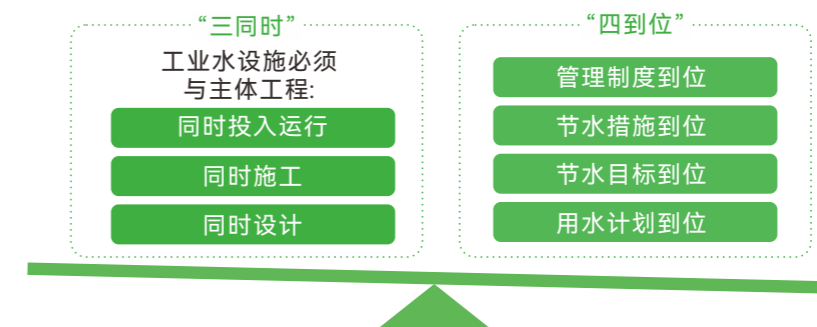 “三同时”
工业水设施必须
与主体工程:
同时投入运行
同时施工
同时设计
“四到位”
管理制度到位
节水措施到位
节水目标到位
用水计划到位